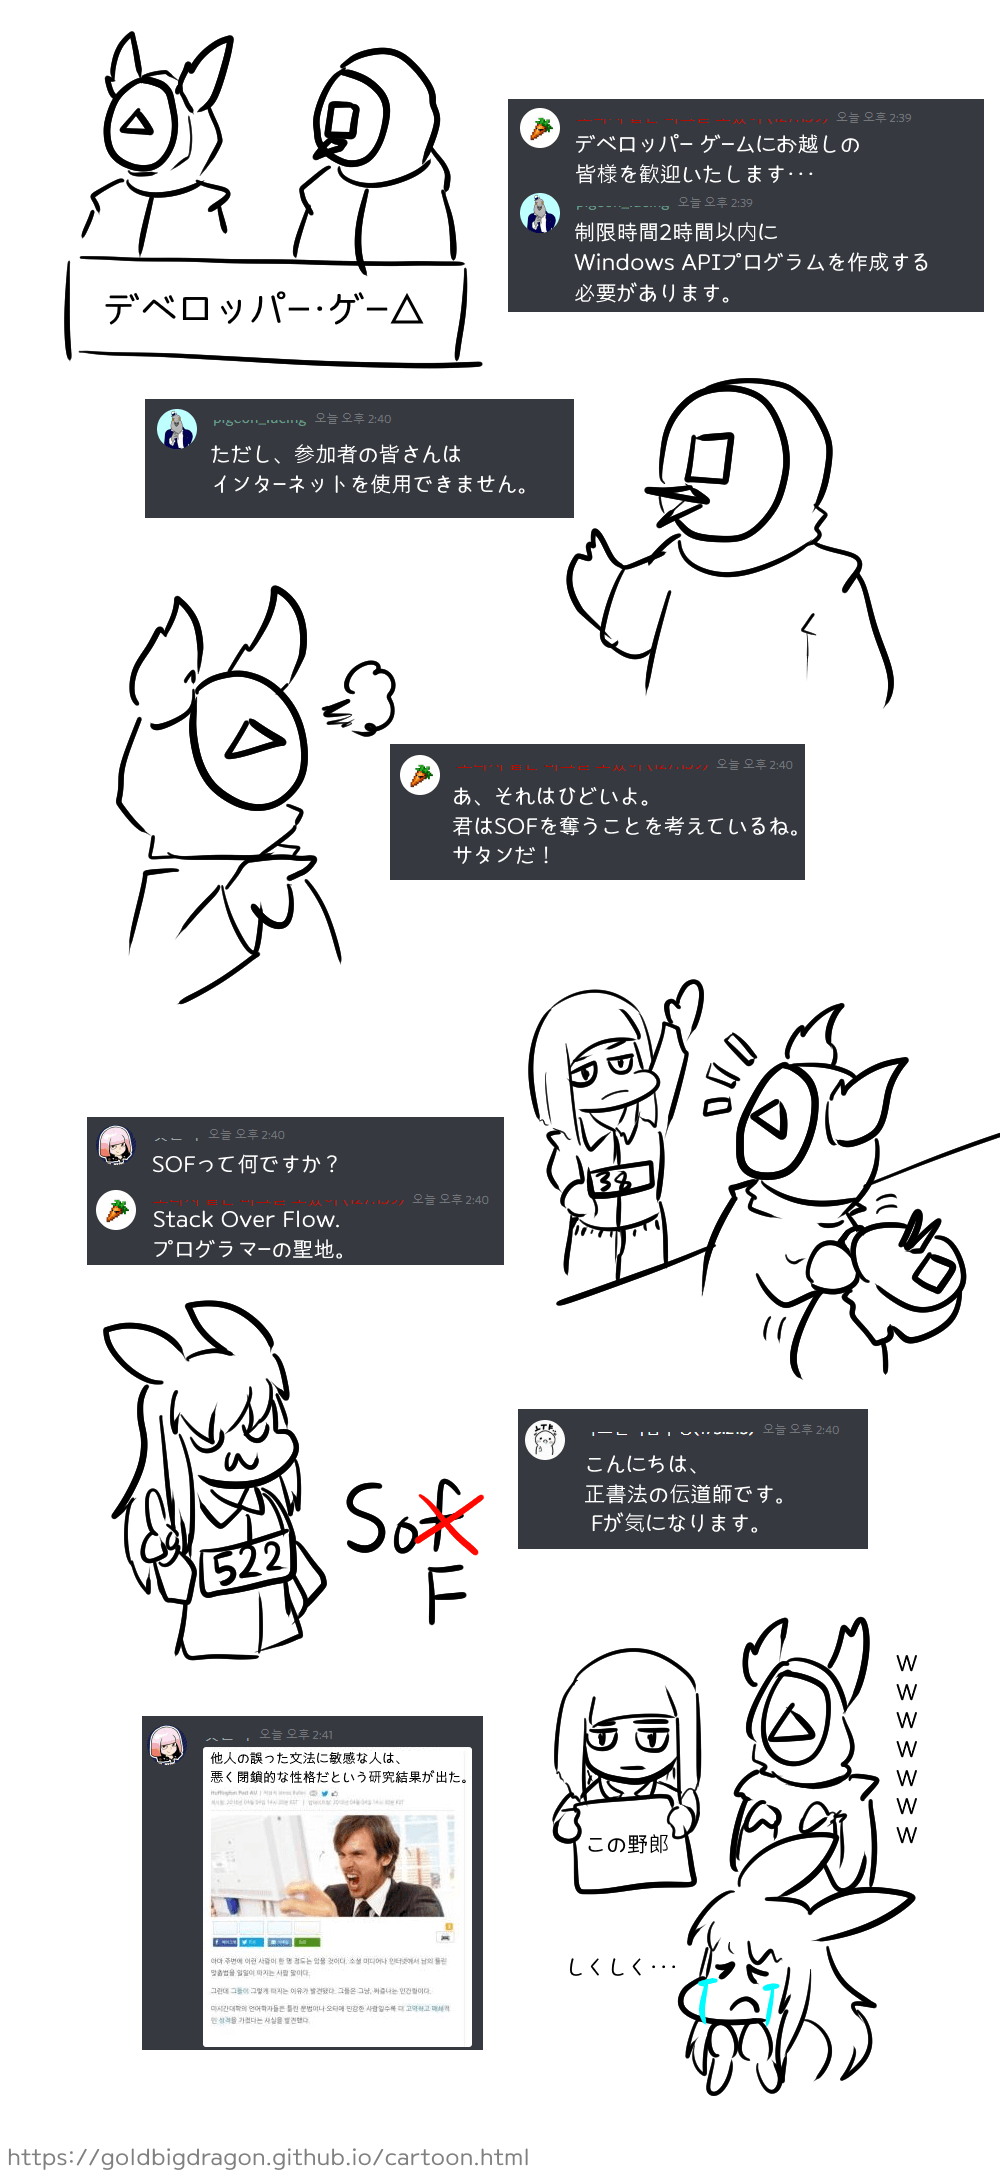 デベロッパー・ゲー△
오늘 오후 2:39
デベロッパー ゲームにお越しの
皆様を歓迎いたします・・・
오늘 오후 2:39
制限時間2時間以内に
Windows APIプログラムを作成する
必要があります。
오늘 오후 2:40
ただし、参加者の皆さんは
インターネットを使用できません。
오늘 오후 2:40
あ、それはひどいよ。
君はSOFを奪うことを考えているね。
サタンだ！
38
오늘 오후 2:40
SOFって何ですか？
오늘 오후 2:40
Stack Over Flow.
プログラマーの聖地。
522
Sof
F
오늘 오후 2:40
こんにちは、
正書法の伝道師です。
Fが気になります。
오늘 오후 2:41
他人の誤った文法に敏感な人は、
悪く閉鎖的な性格だという研究結果が出た。
この野郎
W
W
W
W
W
W
W
しくしく・・・
https://goldbigdragon.github.io/cartoon.html